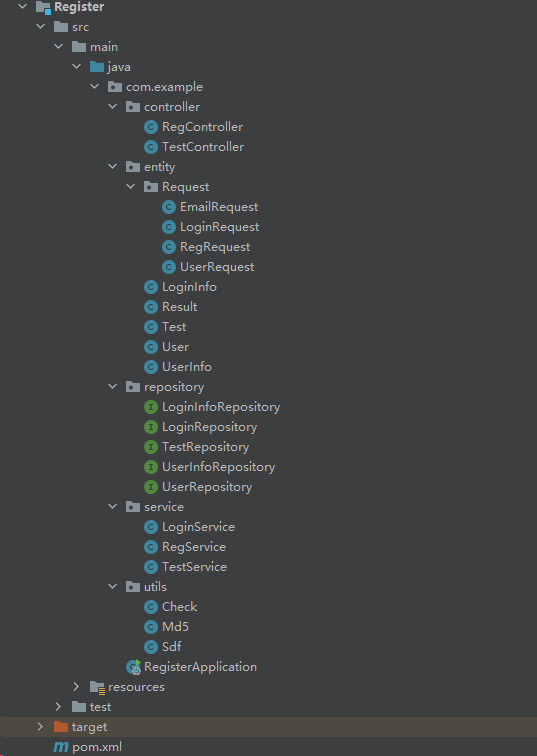 Register
src
main
java
com.example
controller
RegController
TestController
entity
Request
EmailRequest
LoginRequest
RegRequest
UserRequest
LoginInfo
Result
Test
User
UserInfo
repository
LoginInfoRepository
LoginRepository
TestRepository
UserInfoRepository
UserRepository
service
LoginService
RegService
TestService
utils
Check
Md5
Sdf
RegisterApplication
resources
test
target
pom.xml